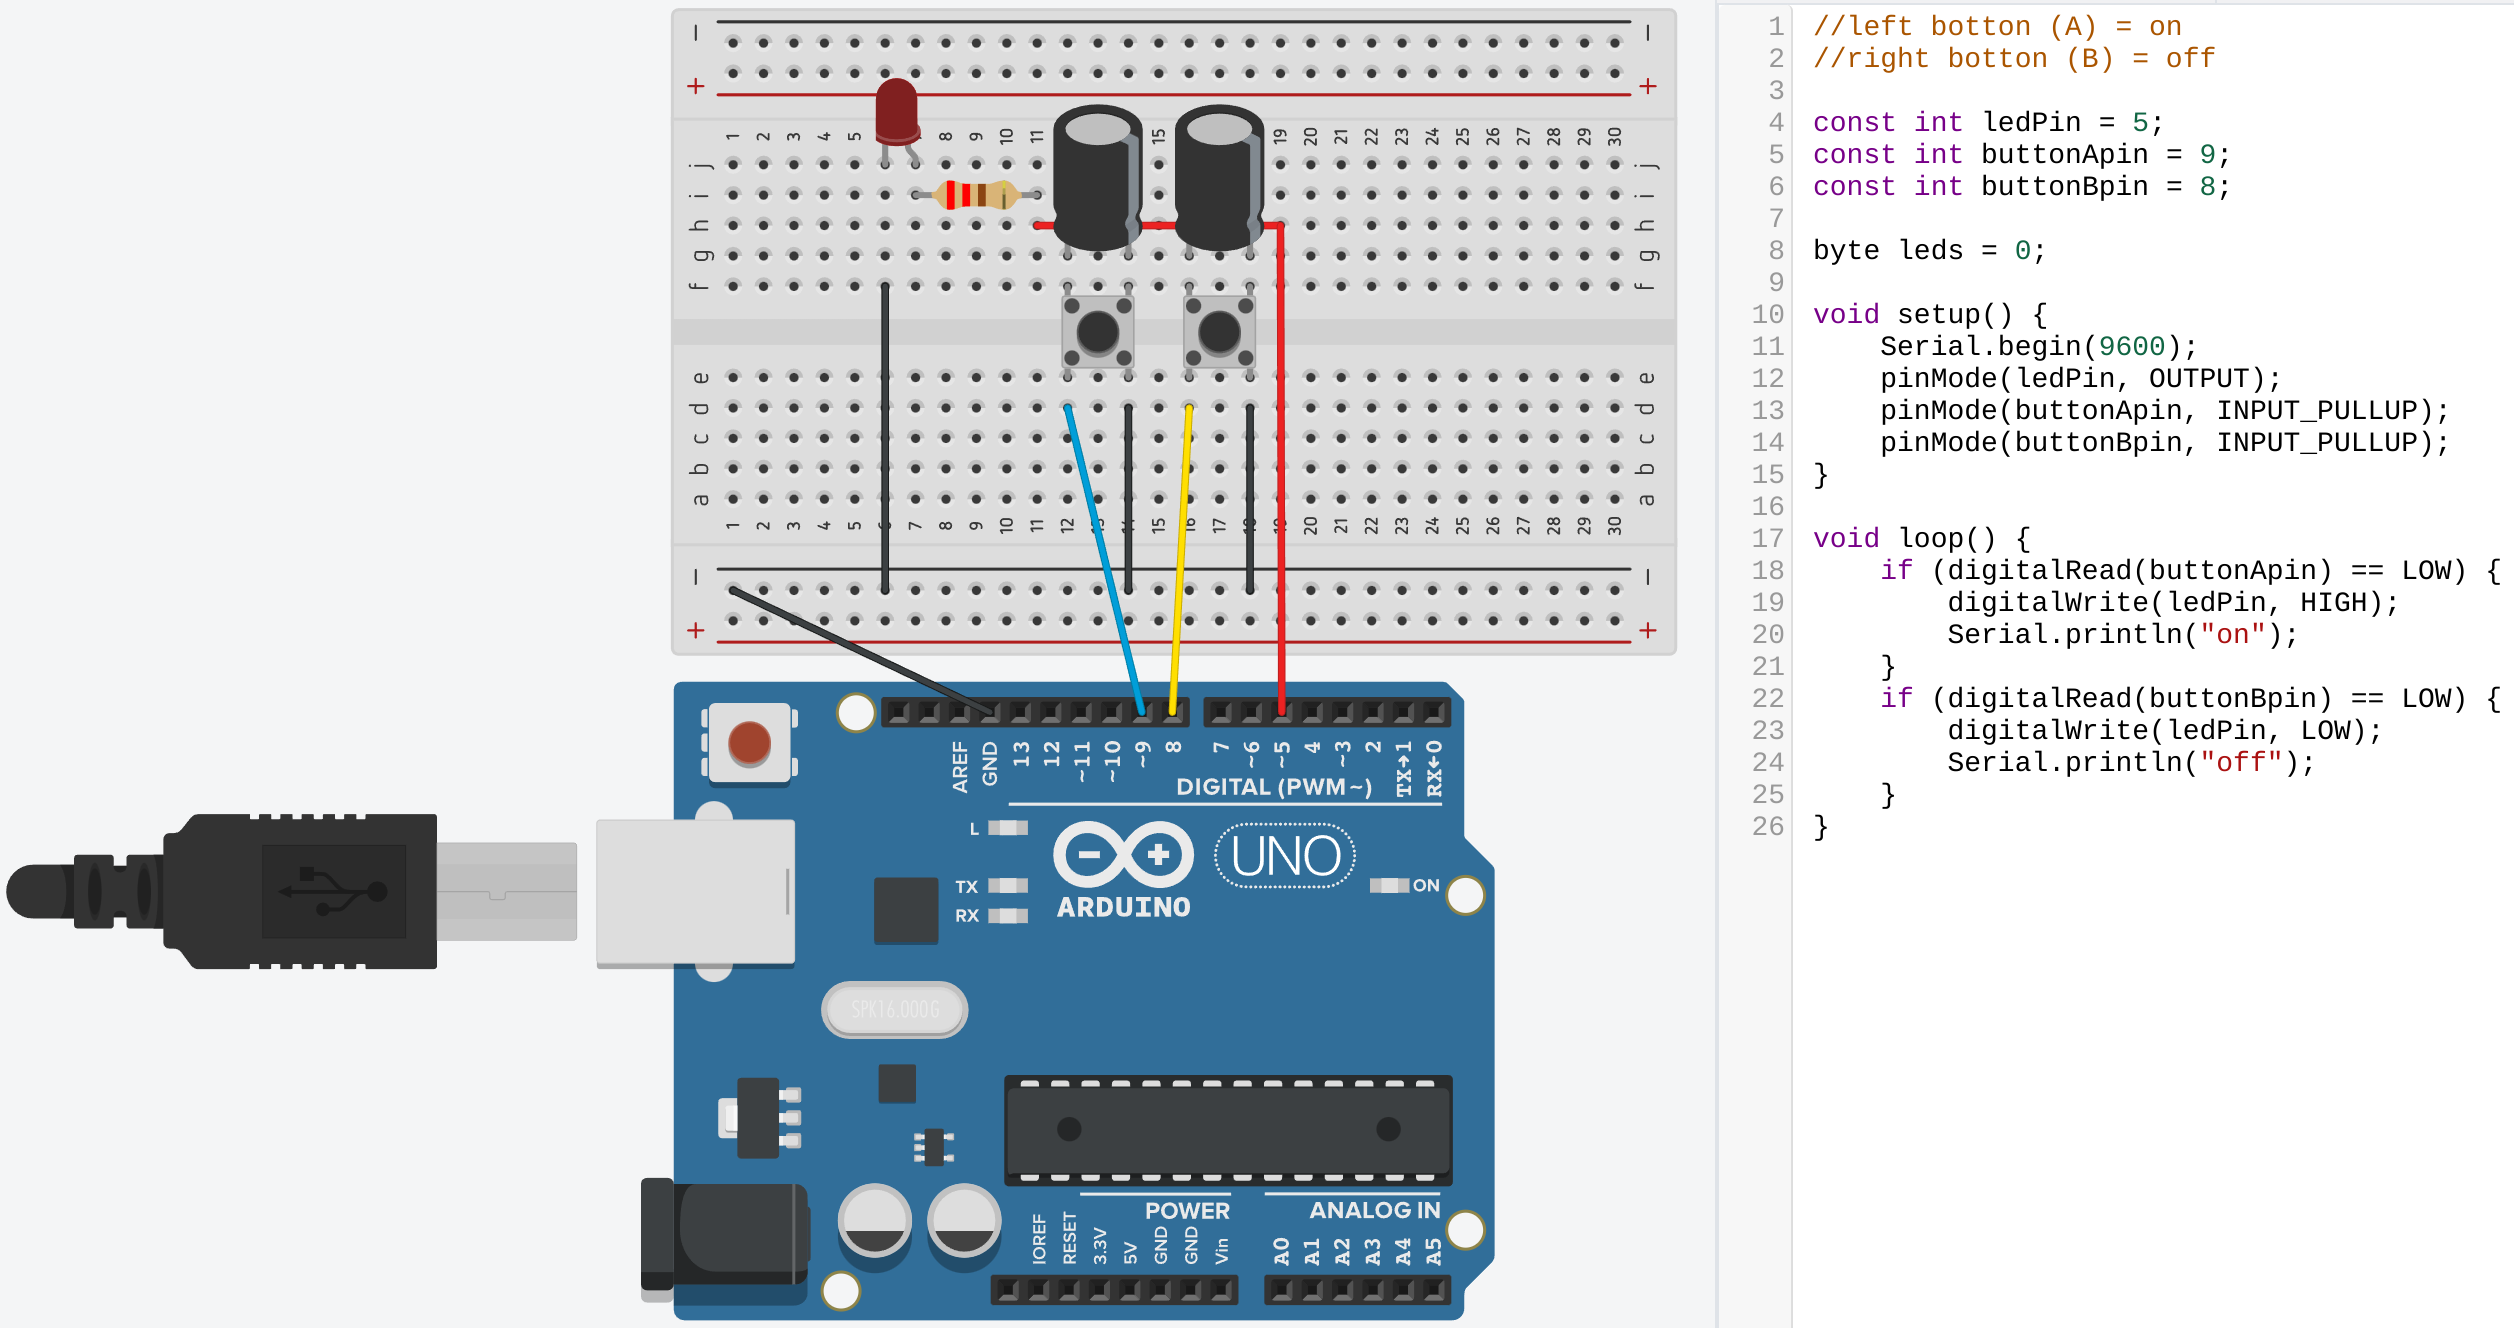 1 2 3 4 5 8 9 10 11 15 19 20 21 22 23 24 25 26 27 28 29 30
j j
i i
h h
g g
f f
e e
d d
c c
b b
a a
1 2 3 4 5 6 7 8 9 10 11 12 13 14 15 16 17 18 19 20 21 22 23 24 25 26 27 28 29 30
AREF GND 13 12 ~11 ~10 ~9 8 7 ~6 ~5 4 ~3 2 TX→1 RX←0
DIGITAL (PWM~)
L
TX
RX
UNO
ARDUINO
ON
SPK16.000G
POWER
ANALOG IN
IOREF RESET 3.3V 5V GND GND Vin A0 A1 A2 A3 A4 A5
1 //left botton (A) = on
2 //right botton (B) = off
3
4 const int ledPin = 5;
5 const int buttonApin = 9;
6 const int buttonBpin = 8;
7
8 byte leds = 0;
9
10 void setup() {
11 Serial.begin(9600);
12 pinMode(ledPin, OUTPUT);
13 pinMode(buttonApin, INPUT_PULLUP);
14 pinMode(buttonBpin, INPUT_PULLUP);
15 }
16
17 void loop() {
18 if (digitalRead(buttonApin) == LOW) {
19 digitalWrite(ledPin, HIGH);
20 Serial.println("on");
21 }
22 if (digitalRead(buttonBpin) == LOW) {
23 digitalWrite(ledPin, LOW);
24 Serial.println("off");
25 }
26 }